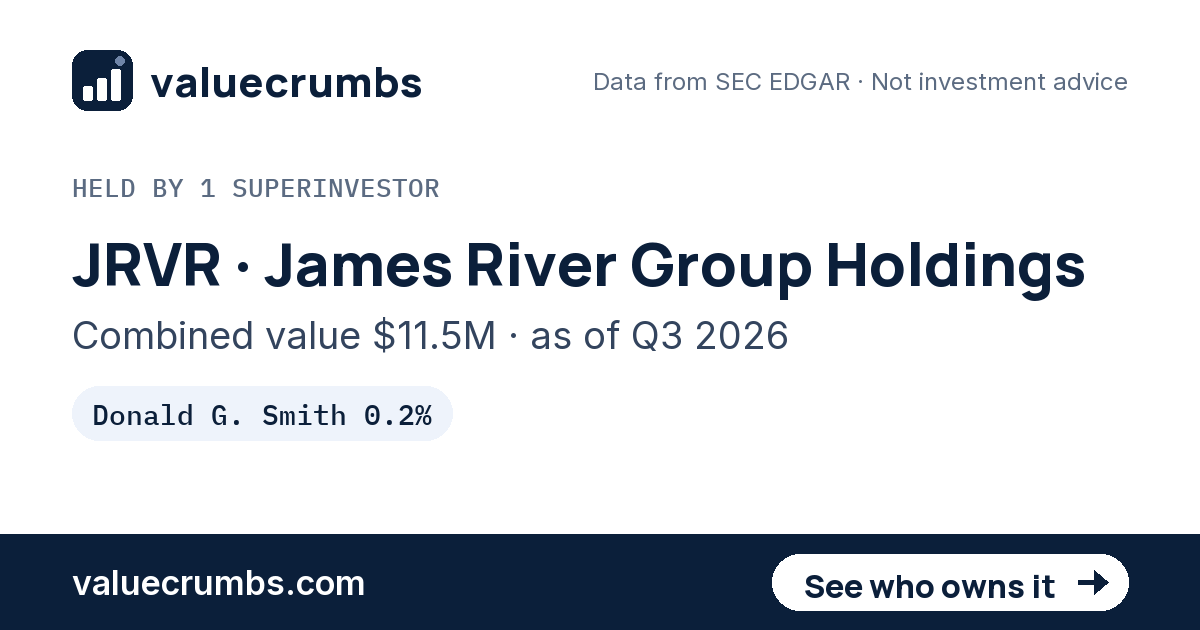 valuecrumbs
Data from SEC EDGAR · Not investment advice
HELD BY 1 SUPERINVESTOR
JRVR · James River Group Holdings
Combined value $11.5M · as of Q3 2026
Donald G. Smith 0.2%
valuecrumbs.com
See who owns it →